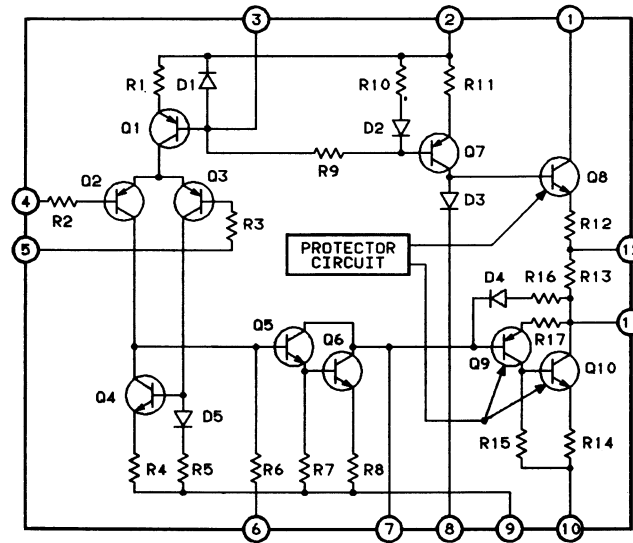 3 2 1
R1 D1 R10 R11
Q1 D2 Q7
R9
Q2 Q3 Q8
4 R2 R3 D3 R12
5 PROTECTOR
CIRCUIT
R13
D4 R16
Q5 Q6 R17
Q9 Q10
Q4 D5
R15 R14
R4 R5 R6 R7 R8
6 7 8 9 10